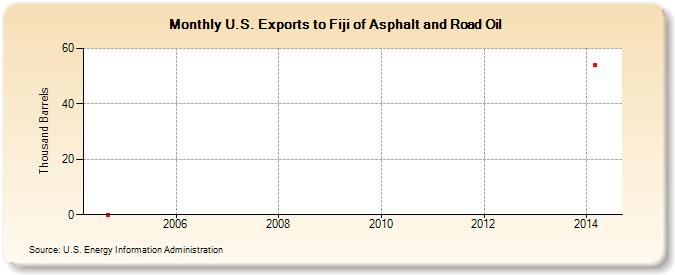 Monthly U.S. Exports to Fiji of Asphalt and Road Oil
Thousand Barrels
60
40
20
0
2006 2008 2010 2012 2014
Source: U.S. Energy Information Administration